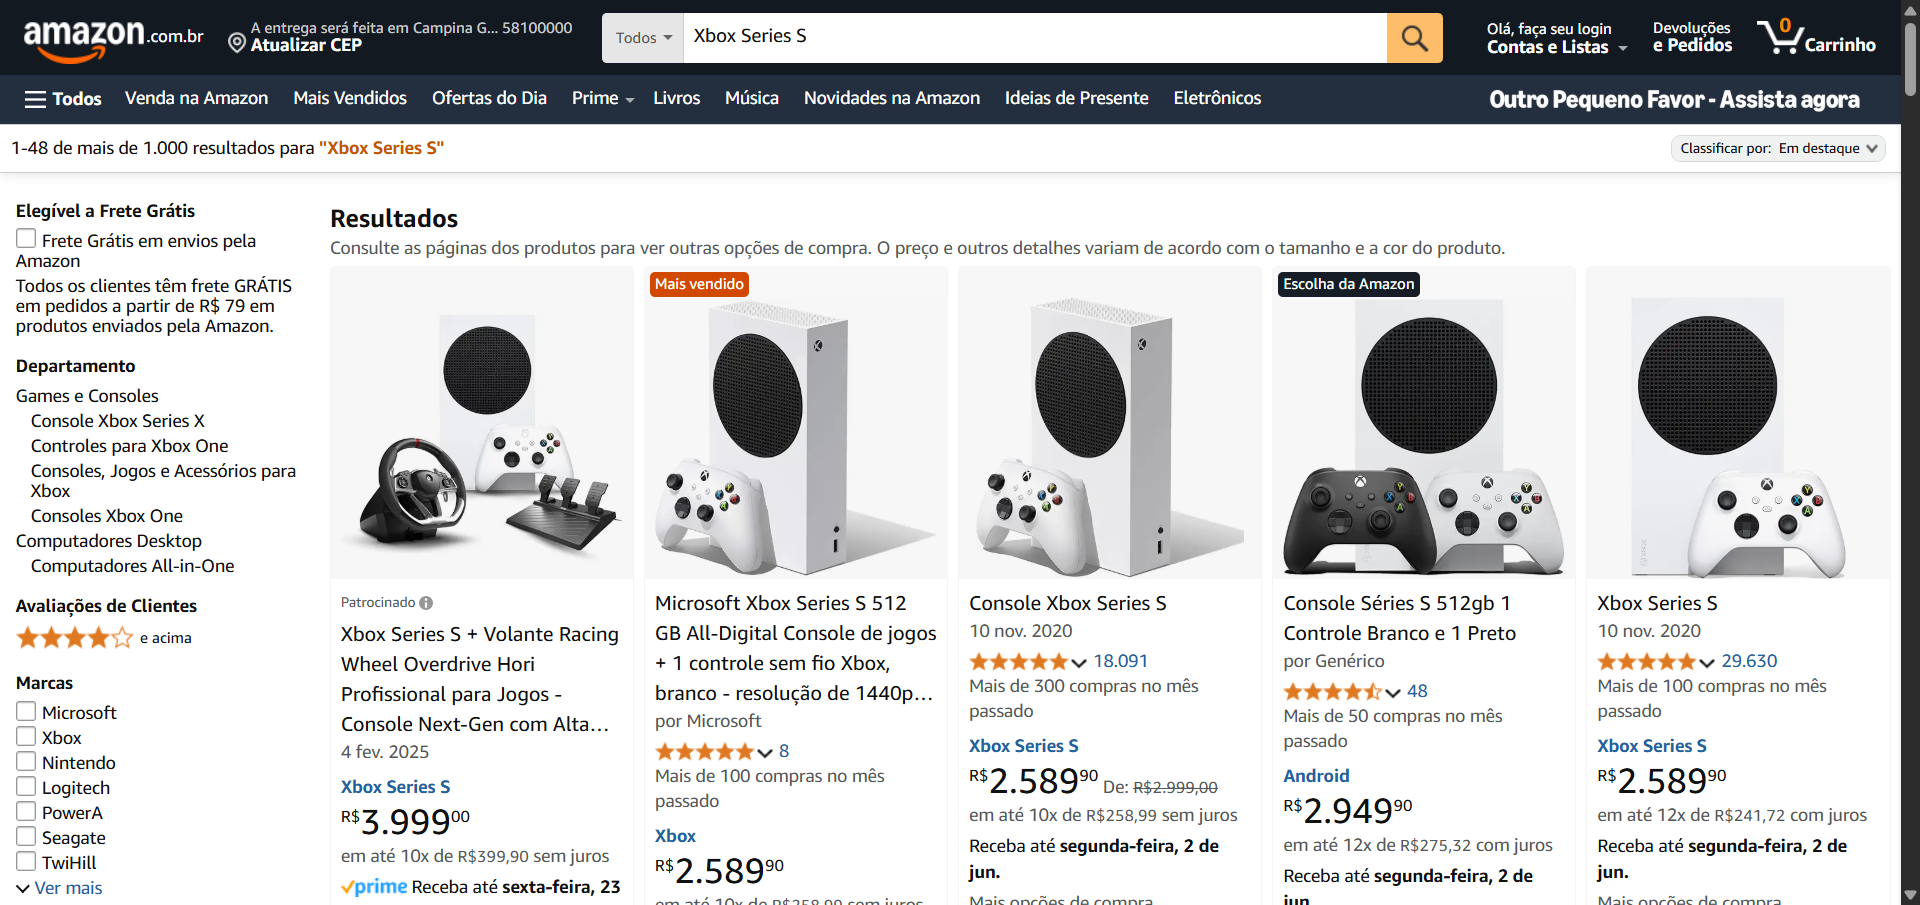 amazon.com.br
A entrega será feita em Campina G... 58100000
Atualizar CEP
Todos
Xbox Series S
Olá, faça seu login
Contas e Listas
Devoluções
e Pedidos
0
Carrinho
Todos
Venda na Amazon
Mais Vendidos
Ofertas do Dia
Prime
Livros
Música
Novidades na Amazon
Ideias de Presente
Eletrônicos
Outro Pequeno Favor - Assista agora
1-48 de mais de 1.000 resultados para "Xbox Series S"
Classificar por: Em destaque
Elegível a Frete Grátis
Frete Grátis em envios pela
Amazon
Todos os clientes têm frete GRÁTIS
em pedidos a partir de R$ 79 em
produtos enviados pela Amazon.
Departamento
Games e Consoles
Console Xbox Series X
Controles para Xbox One
Consoles, Jogos e Acessórios para
Xbox
Consoles Xbox One
Computadores Desktop
Computadores All-in-One
Avaliações de Clientes
e acima
Marcas
Microsoft
Xbox
Nintendo
Logitech
PowerA
Seagate
TwiHill
Ver mais
Resultados
Consulte as páginas dos produtos para ver outras opções de compra. O preço e outros detalhes variam de acordo com o tamanho e a cor do produto.
Patrocinado
Xbox Series S + Volante Racing
Wheel Overdrive Hori
Profissional para Jogos -
Console Next-Gen com Alta…
4 fev. 2025
Xbox Series S
R$3.99900
em até 10x de R$399,90 sem juros
prime Receba até sexta-feira, 23
Mais vendido
Microsoft Xbox Series S 512
GB All-Digital Console de jogos
+ 1 controle sem fio Xbox,
branco - resolução de 1440p…
por Microsoft
8
Mais de 100 compras no mês
passado
Xbox
R$2.58990
em até 10x de R$258,99 sem juros
Console Xbox Series S
10 nov. 2020
18.091
Mais de 300 compras no mês
passado
Xbox Series S
R$2.58990 De: R$2.999,00
em até 10x de R$258,99 sem juros
Receba até segunda-feira, 2 de
jun.
Mais opções de compra
Escolha da Amazon
Console Séries S 512gb 1
Controle Branco e 1 Preto
por Genérico
48
Mais de 50 compras no mês
passado
Android
R$2.94990
em até 12x de R$275,32 com juros
Receba até segunda-feira, 2 de
jun.
Xbox Series S
10 nov. 2020
29.630
Mais de 100 compras no mês
passado
Xbox Series S
R$2.58990
em até 12x de R$241,72 com juros
Receba até segunda-feira, 2 de
jun.
Mais opções de compra